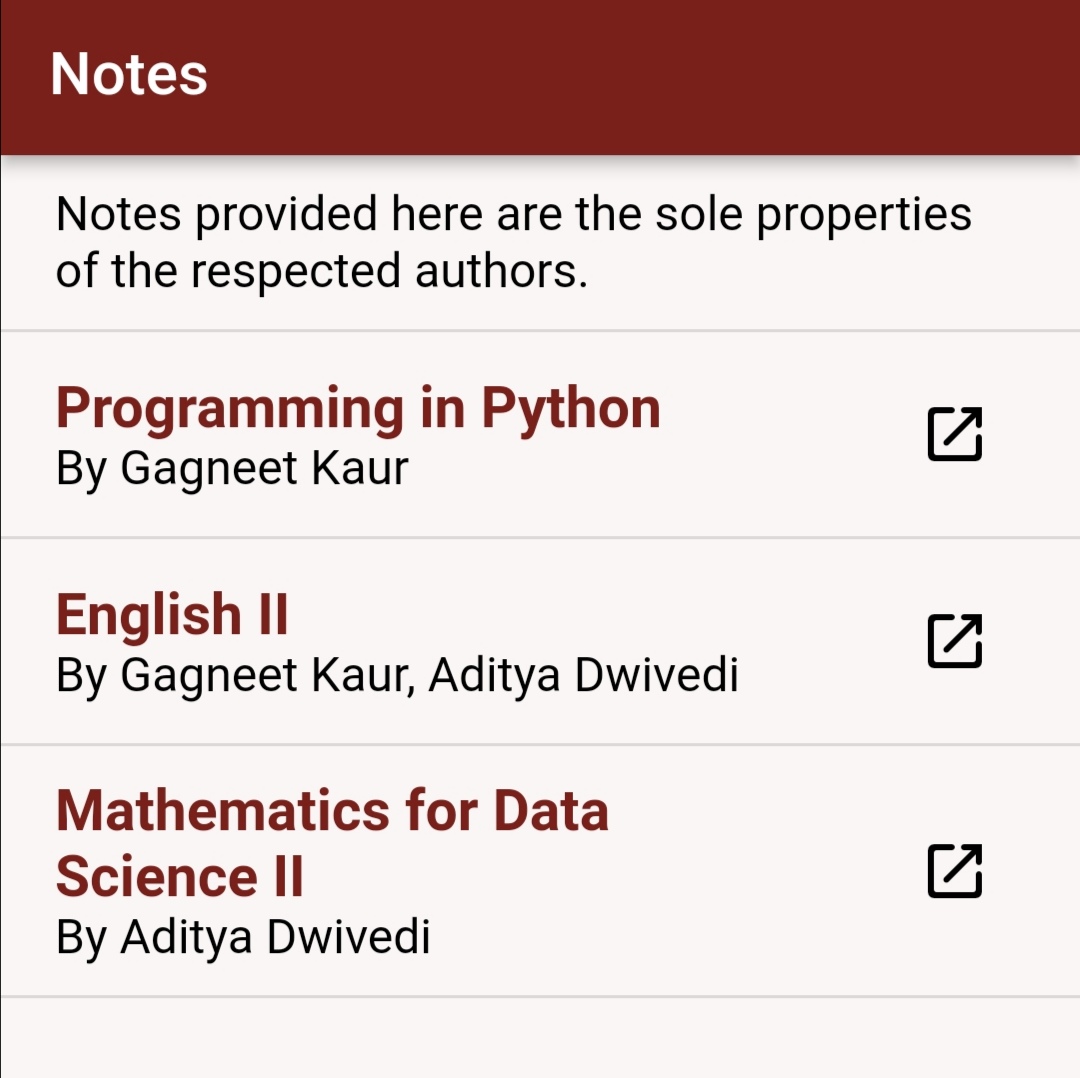 Notes
Notes provided here are the sole properties
of the respected authors.
Programming in Python
By Gagneet Kaur
English II
By Gagneet Kaur, Aditya Dwivedi
Mathematics for Data
Science II
By Aditya Dwivedi